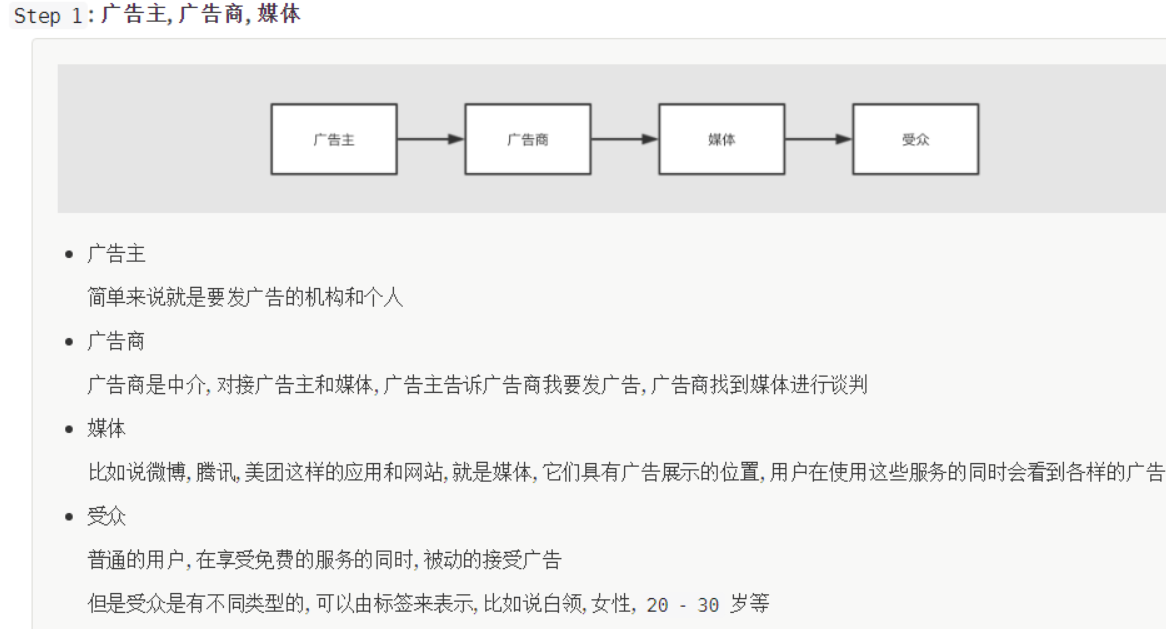 Step 1: 广告主, 广告商, 媒体
广告主
广告商
媒体
受众
广告主
简单来说就是要发广告的机构和个人
广告商
广告商是中介, 对接广告主和媒体, 广告主告诉广告商我要发广告, 广告商找到媒体进行谈判
媒体
比如说微博, 腾讯, 美团这样的应用和网站, 就是媒体, 它们具有广告展示的位置, 用户在使用这些服务的同时会看到各样的广告
受众
普通的用户, 在享受免费的服务的同时, 被动的接受广告
但是受众是有不同类型的, 可以由标签来表示, 比如说白领, 女性, 20 - 30 岁等